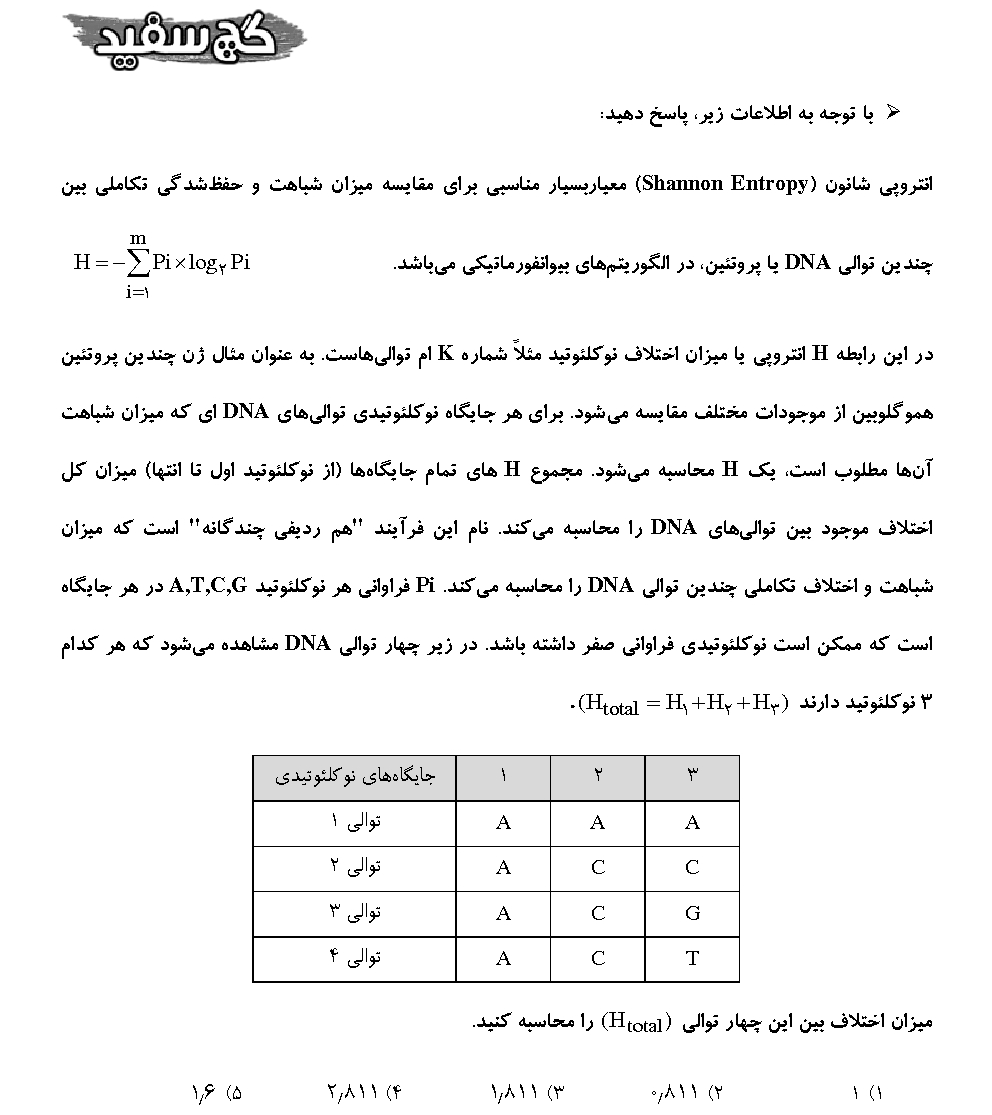 گچ سفید
➢ با توجه به اطلاعات زیر، پاسخ دهید:
انتروپی شانون (Shannon Entropy) معیاربسیار مناسبی برای مقایسه میزان شباهت و حفظ‌شدگی تکاملی بین
چندین توالی DNA یا پروتئین، در الگوریتم‌های بیوانفورماتیکی می‌باشد. H = −∑_{i=۱}^{m} Pi × log₂ Pi
در این رابطه H انتروپی یا میزان اختلاف نوکلئوتید مثلاً شماره K ام توالی‌هاست. به عنوان مثال ژن چندین پروتئین
هموگلوبین از موجودات مختلف مقایسه می‌شود. برای هر جایگاه نوکلئوتیدی توالی‌های DNA ای که میزان شباهت
آن‌ها مطلوب است، یک H محاسبه می‌شود. مجموع H های تمام جایگاه‌ها (از نوکلئوتید اول تا انتها) میزان کل
اختلاف موجود بین توالی‌های DNA را محاسبه می‌کند. نام این فرآیند "هم ردیفی چندگانه" است که میزان
شباهت و اختلاف تکاملی چندین توالی DNA را محاسبه می‌کند. Pi فراوانی هر نوکلئوتید A,T,C,G در هر جایگاه
است که ممکن است نوکلئوتیدی فراوانی صفر داشته باشد. در زیر چهار توالی DNA مشاهده می‌شود که هر کدام
۳ نوکلئوتید دارند (H_total = H_۱ + H_۲ + H_۳).
جایگاه‌های نوکلئوتیدی ۱ ۲ ۳
توالی ۱ A A A
توالی ۲ A C C
توالی ۳ A C G
توالی ۴ A C T
میزان اختلاف بین این چهار توالی (H_total) را محاسبه کنید.
۱) ۱ ۲) ۰٫۸۱۱ ۳) ۱٫۸۱۱ ۴) ۲٫۸۱۱ ۵) ۱٫۶